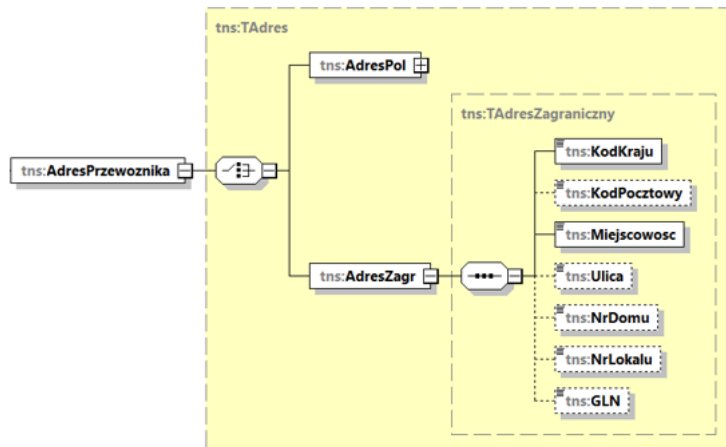 tns:TAdres
tns:AdresPol
tns:TAdresZagraniczny
tns:KodKraju
tns:KodPocztowy
tns:AdresPrzewoznika
tns:Miejscowosc
tns:AdresZagr
tns:Ulica
tns:NrDomu
tns:NrLokalu
tns:GLN